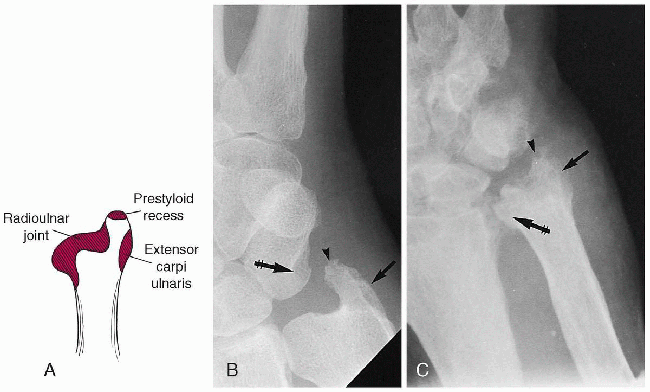 Prestyloid
recess
Radioulnar
joint
Extensor
carpi
ulnaris
A
B
C